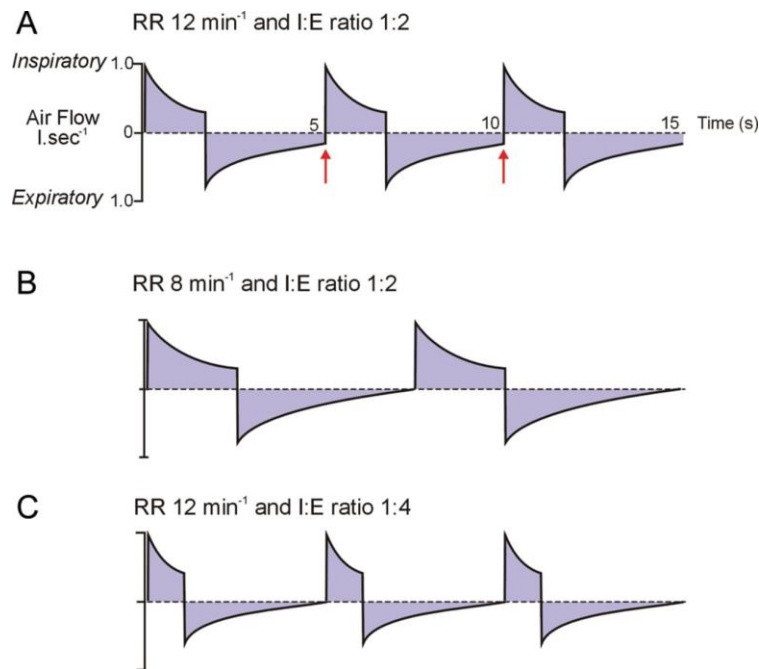 A RR 12 min⁻¹ and I:E ratio 1:2
Inspiratory 1.0
Air Flow
l.sec⁻¹
0
5
10
15
Time (s)
Expiratory 1.0
B RR 8 min⁻¹ and I:E ratio 1:2
C RR 12 min⁻¹ and I:E ratio 1:4